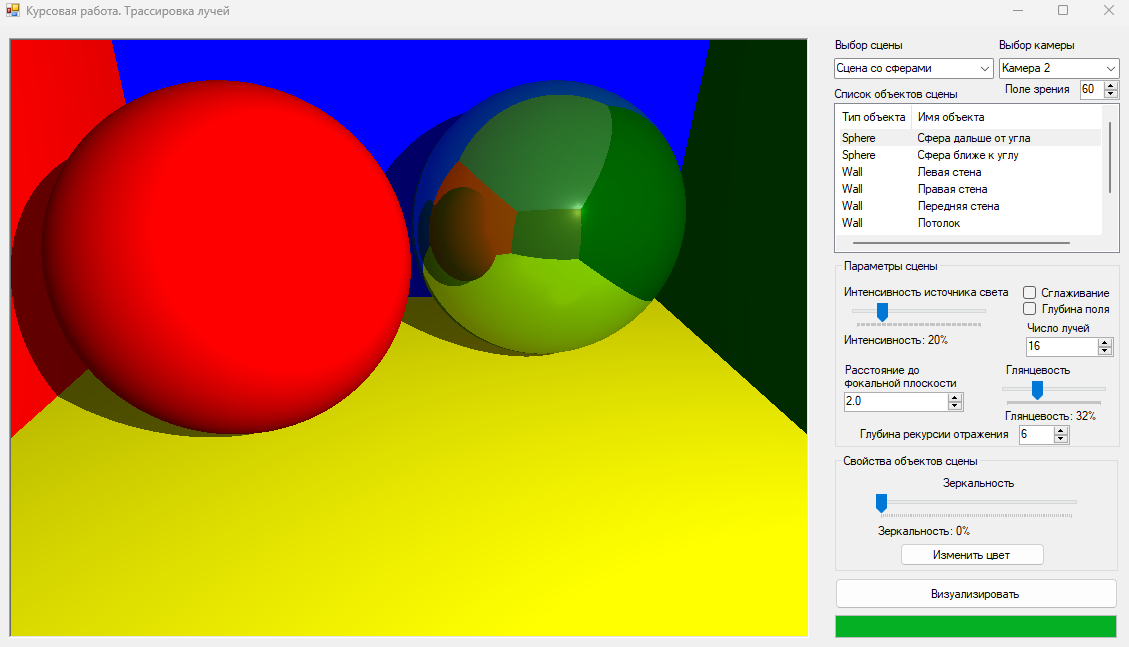 Курсовая работа. Трассировка лучей
Выбор сцены
Выбор камеры
Сцена со сферами
Камера 2
Поле зрения 60
Список объектов сцены
Тип объекта Имя объекта
Sphere Сфера дальше от угла
Sphere Сфера ближе к углу
Wall Левая стена
Wall Правая стена
Wall Передняя стена
Wall Потолок
Параметры сцены
Интенсивность источника света
Сглаживание
Глубина поля
Интенсивность: 20%
Число лучей
16
Расстояние до
фокальной плоскости
2.0
Глянцевость
Глянцевость: 32%
Глубина рекурсии отражения 6
Свойства объектов сцены
Зеркальность
Зеркальность: 0%
Изменить цвет
Визуализировать